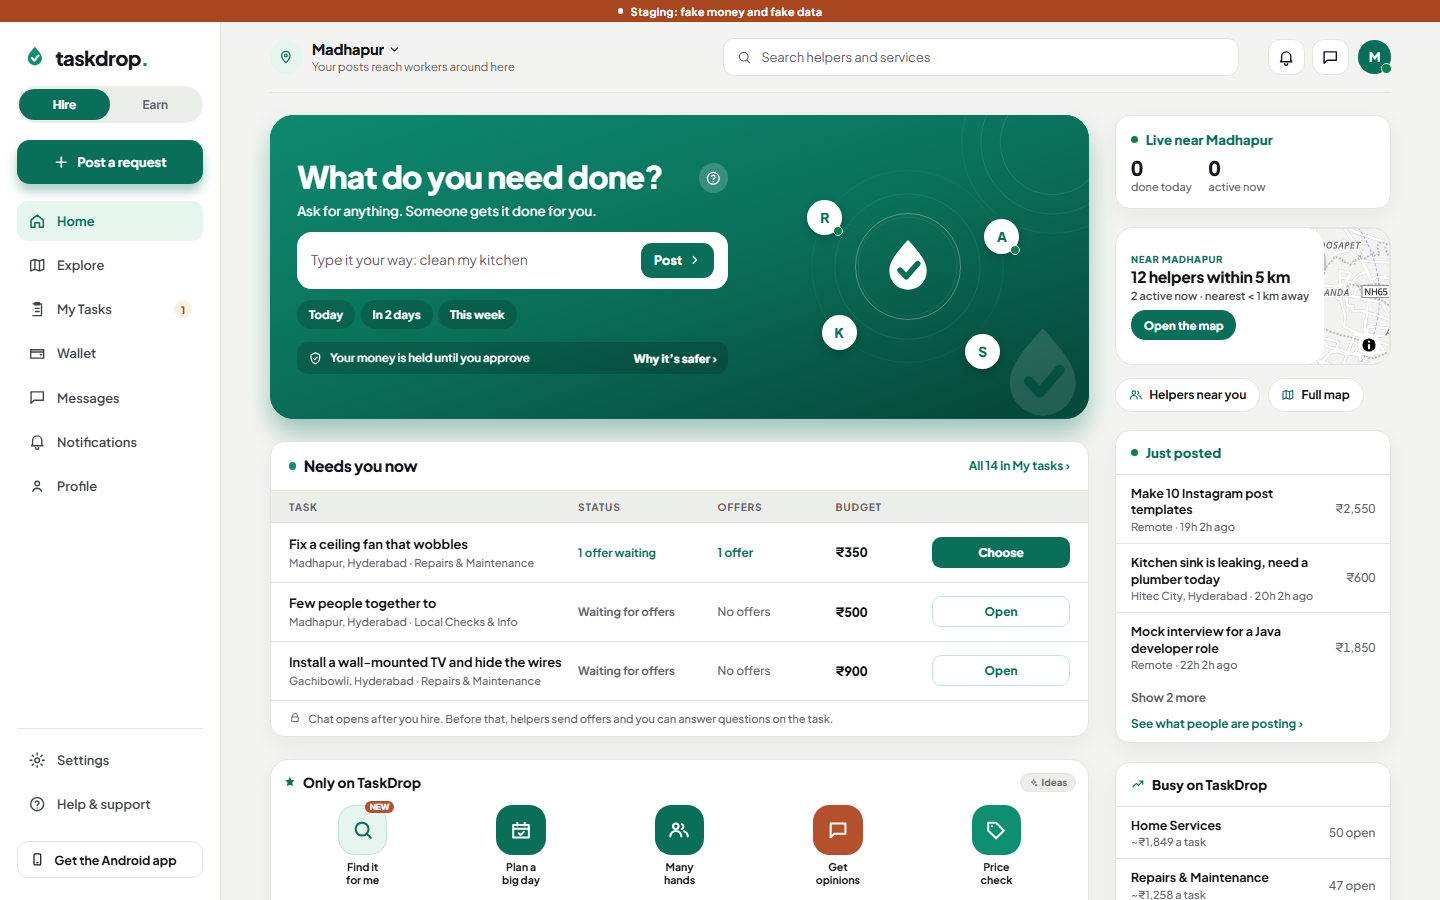 Staging: fake money and fake data
taskdrop.
Hire
Earn
Post a request
Home
Explore
My Tasks
1
Wallet
Messages
Notifications
Profile
Settings
Help & support
Get the Android app
Madhapur
Your posts reach workers around here
Search helpers and services
M
What do you need done?
Ask for anything. Someone gets it done for you.
Type it your way: clean my kitchen
Post
Today
In 2 days
This week
Your money is held until you approve
Why it's safer ›
R
A
K
S
Needs you now
All 14 in My tasks ›
TASK
STATUS
OFFERS
BUDGET
Fix a ceiling fan that wobbles
Madhapur, Hyderabad · Repairs & Maintenance
1 offer waiting
1 offer
₹350
Choose
Few people together to
Madhapur, Hyderabad · Local Checks & Info
Waiting for offers
No offers
₹500
Open
Install a wall-mounted TV and hide the wires
Gachibowli, Hyderabad · Repairs & Maintenance
Waiting for offers
No offers
₹900
Open
Chat opens after you hire. Before that, helpers send offers and you can answer questions on the task.
Only on TaskDrop
Ideas
NEW
Find it
for me
Plan a
big day
Many
hands
Get
opinions
Price
check
Live near Madhapur
0
done today
0
active now
NEAR MADHAPUR
12 helpers within 5 km
2 active now · nearest < 1 km away
Open the map
OOSAPET
ANDA
NH65
Helpers near you
Full map
Just posted
Make 10 Instagram post
templates
Remote · 19h 2h ago
₹2,550
Kitchen sink is leaking, need a
plumber today
Hitec City, Hyderabad · 20h 2h ago
₹600
Mock interview for a Java
developer role
Remote · 22h 2h ago
₹1,850
Show 2 more
See what people are posting ›
Busy on TaskDrop
Home Services
~₹1,849 a task
50 open
Repairs & Maintenance
~₹1,258 a task
47 open